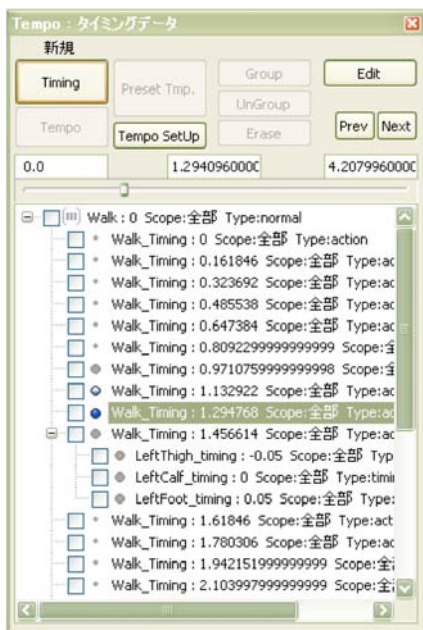 Tempo : タイミングデータ
新規
Timing
Preset Tmp.
Group
Edit
UnGroup
Tempo
Tempo SetUp
Erase
Prev
Next
0.0
1.294096000C
4.207996000C
Walk : 0 Scope:全部 Type:normal
Walk_Timing : 0 Scope:全部 Type:action
Walk_Timing : 0.161846 Scope:全部 Type:ac
Walk_Timing : 0.323692 Scope:全部 Type:ac
Walk_Timing : 0.485538 Scope:全部 Type:ac
Walk_Timing : 0.647384 Scope:全部 Type:ac
Walk_Timing : 0.8092299999999999 Scope:全
Walk_Timing : 0.9710759999999998 Scope:全
Walk_Timing : 1.132922 Scope:全部 Type:ac
Walk_Timing : 1.294768 Scope:全部 Type:ac
Walk_Timing : 1.456614 Scope:全部 Type:ac
LeftThigh_timing : -0.05 Scope:全部 Typ
LeftCalf_timing : 0 Scope:全部 Type:timi
LeftFoot_timing : 0.05 Scope:全部 Type:
Walk_Timing : 1.61846 Scope:全部 Type:act
Walk_Timing : 1.780306 Scope:全部 Type:ac
Walk_Timing : 1.942151999999999 Scope:全部
Walk_Timing : 2.103997999999999 Scope:全部